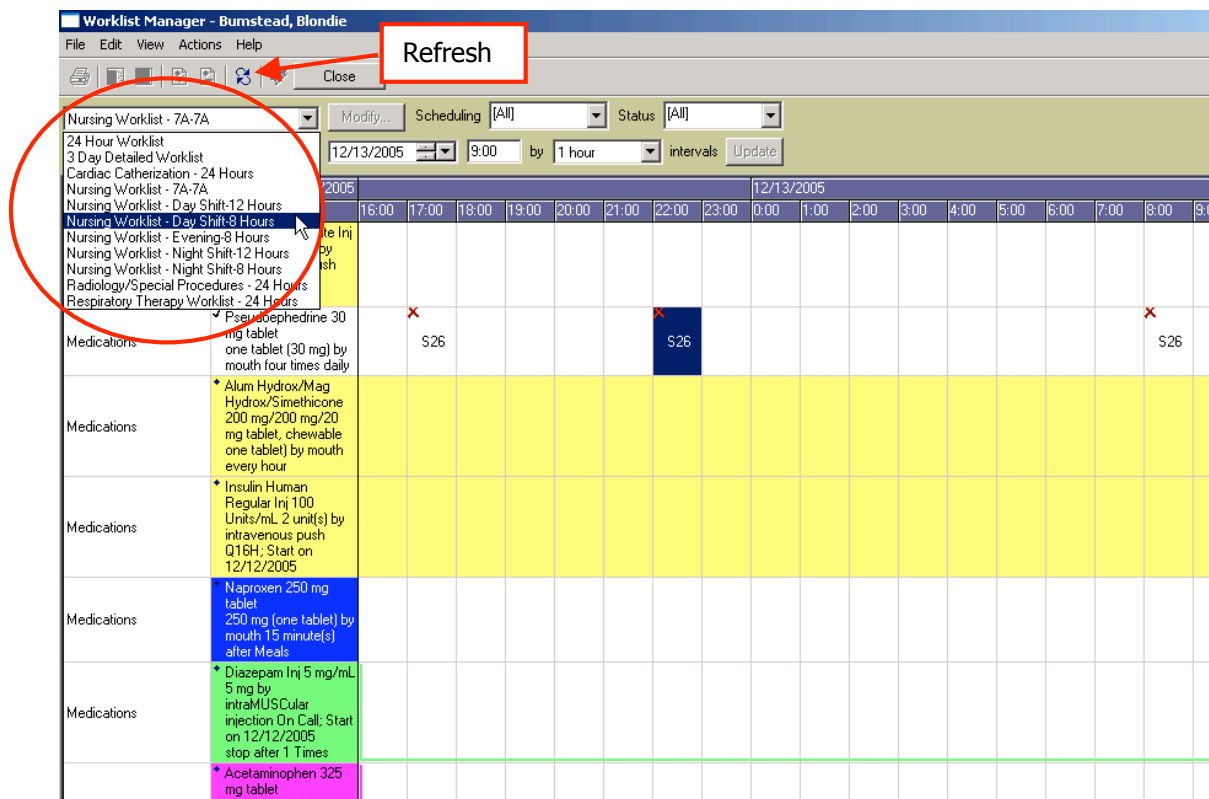 Worklist Manager - Bumstead, Blondie
File Edit View Actions Help
Refresh
Close
Nursing Worklist - 7A-7A
Modify...
Scheduling [All]
Status [All]
24 Hour Worklist
3 Day Detailed Worklist
Cardiac Catherization - 24 Hours
Nursing Worklist - 7A-7A
Nursing Worklist - Day Shift-12 Hours
Nursing Worklist - Day Shift-8 Hours
Nursing Worklist - Evening-8 Hours
Nursing Worklist - Night Shift-12 Hours
Nursing Worklist - Night Shift-8 Hours
Radiology/Special Procedures - 24 Hours
Respiratory Therapy Worklist - 24 Hours
12/13/2005 9:00 by 1 hour intervals Update
/2005 12/13/2005
16:00 17:00 18:00 19:00 20:00 21:00 22:00 23:00 0:00 1:00 2:00 3:00 4:00 5:00 6:00 7:00 8:00
te Inj
by
ush
Medications
Pseudoephedrine 30
mg tablet
one tablet (30 mg) by
mouth four times daily
S26 S26 S26
Medications
Alum Hydrox/Mag
Hydrox/Simethicone
200 mg/200 mg/20
mg tablet, chewable
one tablet) by mouth
every hour
Medications
Insulin Human
Regular Inj 100
Units/mL 2 unit(s) by
intravenous push
Q16H; Start on
12/12/2005
Medications
Naproxen 250 mg
tablet
250 mg (one tablet) by
mouth 15 minute(s)
after Meals
Medications
Diazepam Inj 5 mg/mL
5 mg by
intraMUSCular
injection On Call; Start
on 12/12/2005
stop after 1 Times
Acetaminophen 325
mg tablet